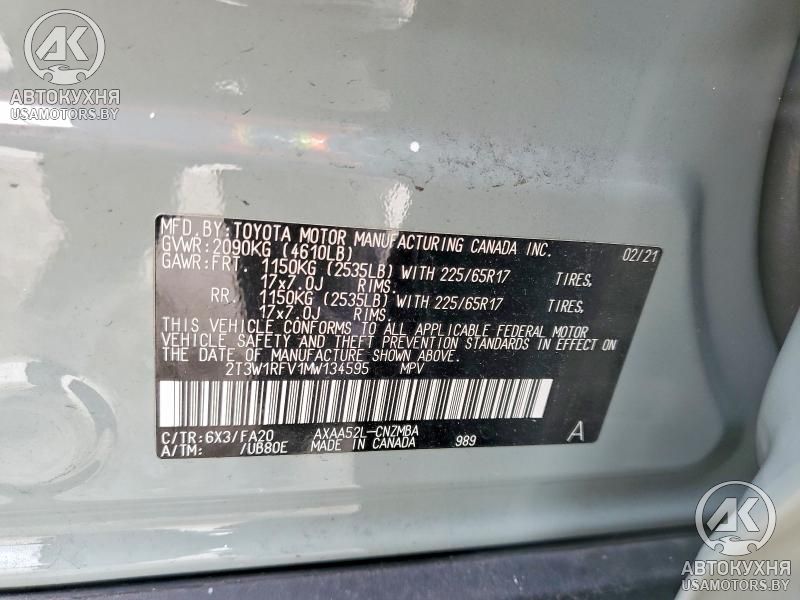 AK
АВТОКУХНЯ
USAMOTORS.BY
MFD.BY:TOYOTA MOTOR MANUFACTURING CANADA INC. 02/21
GVWR:2090KG (4610LB)
GAWR:FRT. 1150KG (2535LB) WITH 225/65R17 TIRES,
17x7.0J RIMS.
RR. 1150KG (2535LB) WITH 225/65R17 TIRES,
17x7.0J RIMS.
THIS VEHICLE CONFORMS TO ALL APPLICABLE FEDERAL MOTOR
VEHICLE SAFETY AND THEFT PREVENTION STANDARDS IN EFFECT ON
THE DATE OF MANUFACTURE SHOWN ABOVE.
2T3W1RFV1MW134595 MPV
C/TR:6X3/FA20 AXAA52L-CNZMBA A
A/TM: /UB80E MADE IN CANADA 989
AK
АВТОКУХНЯ
USAMOTORS.BY